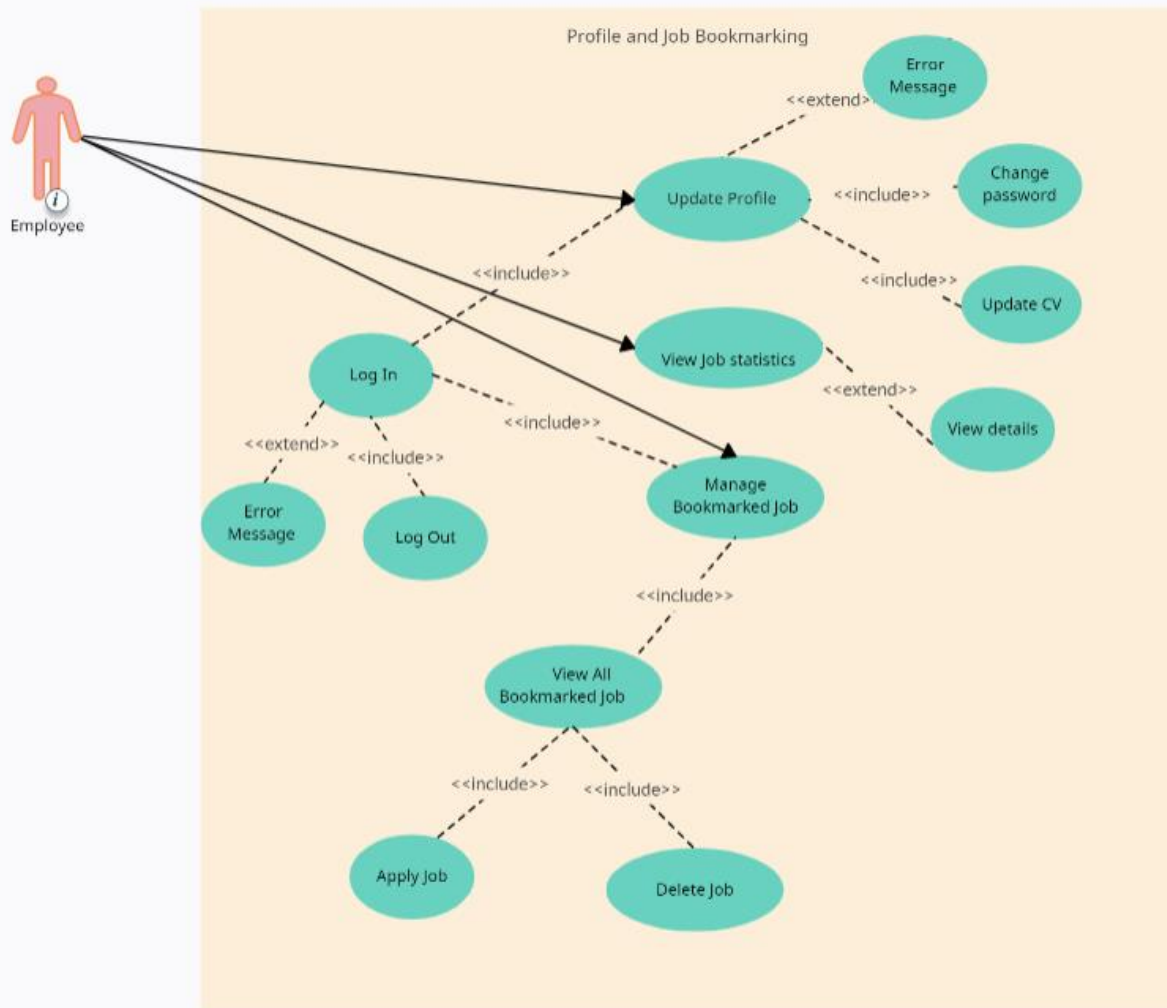 Profile and Job Bookmarking
Error
Message
<<extend>>
Change
password
Update Profile
<<include>>
i
Employee
<<include>>
<<include>>
Update CV
View Job statistics
Log In
<<extend>>
<<include>>
View details
<<extend>>
<<include>>
Manage
Bookmarked Job
Error
Message
Log Out
<<include>>
View All
Bookmarked Job
<<include>>
<<include>>
Apply Job
Delete Job